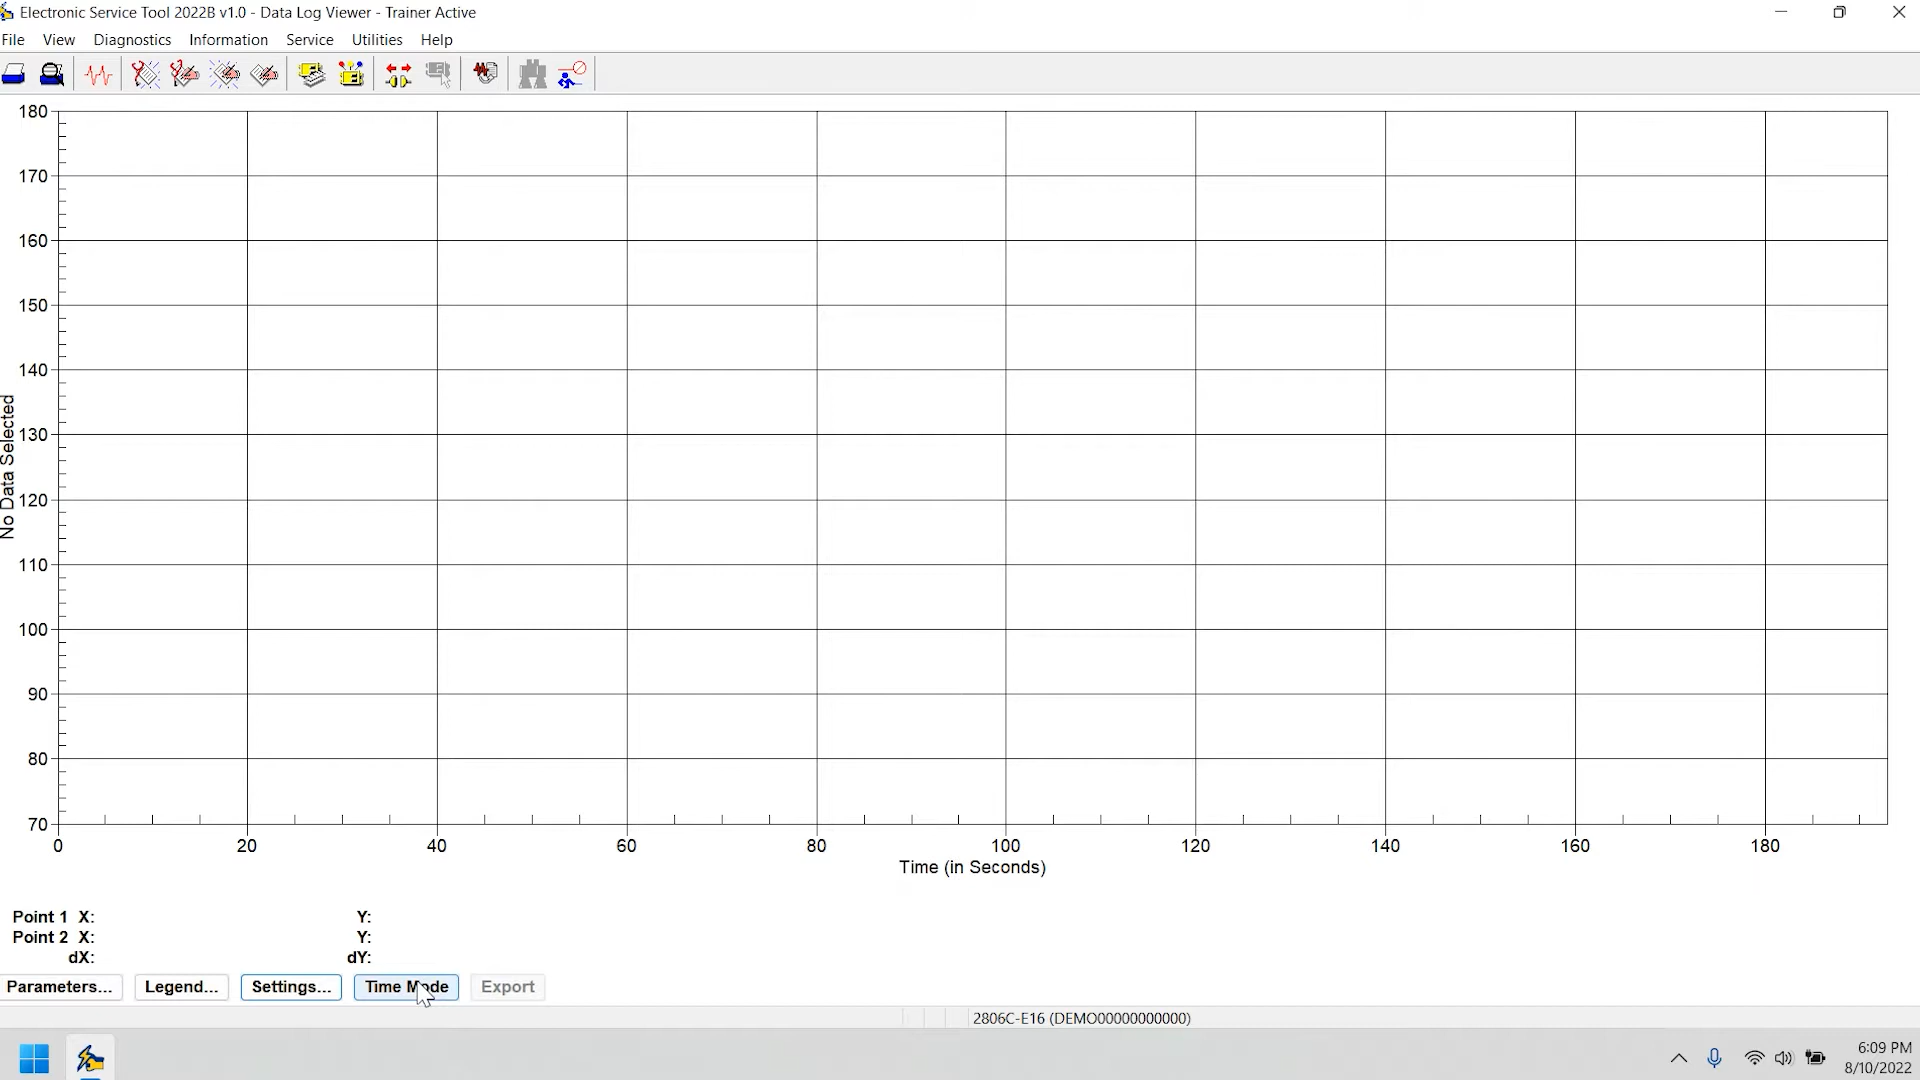 Electronic Service Tool 2022B v1.0 - Data Log Viewer - Trainer Active
File View Diagnostics Information Service Utilities Help
180
170
160
150
140
130
120
110
100
90
80
70
No Data Selected
0 20 40 60 80 100 120 140 160 180
Time (in Seconds)
Point 1 X: Y:
Point 2 X: Y:
dX: dY:
Parameters... Legend... Settings... Time Mode Export
2806C-E16 (DEMO00000000000)
6:09 PM
8/10/2022